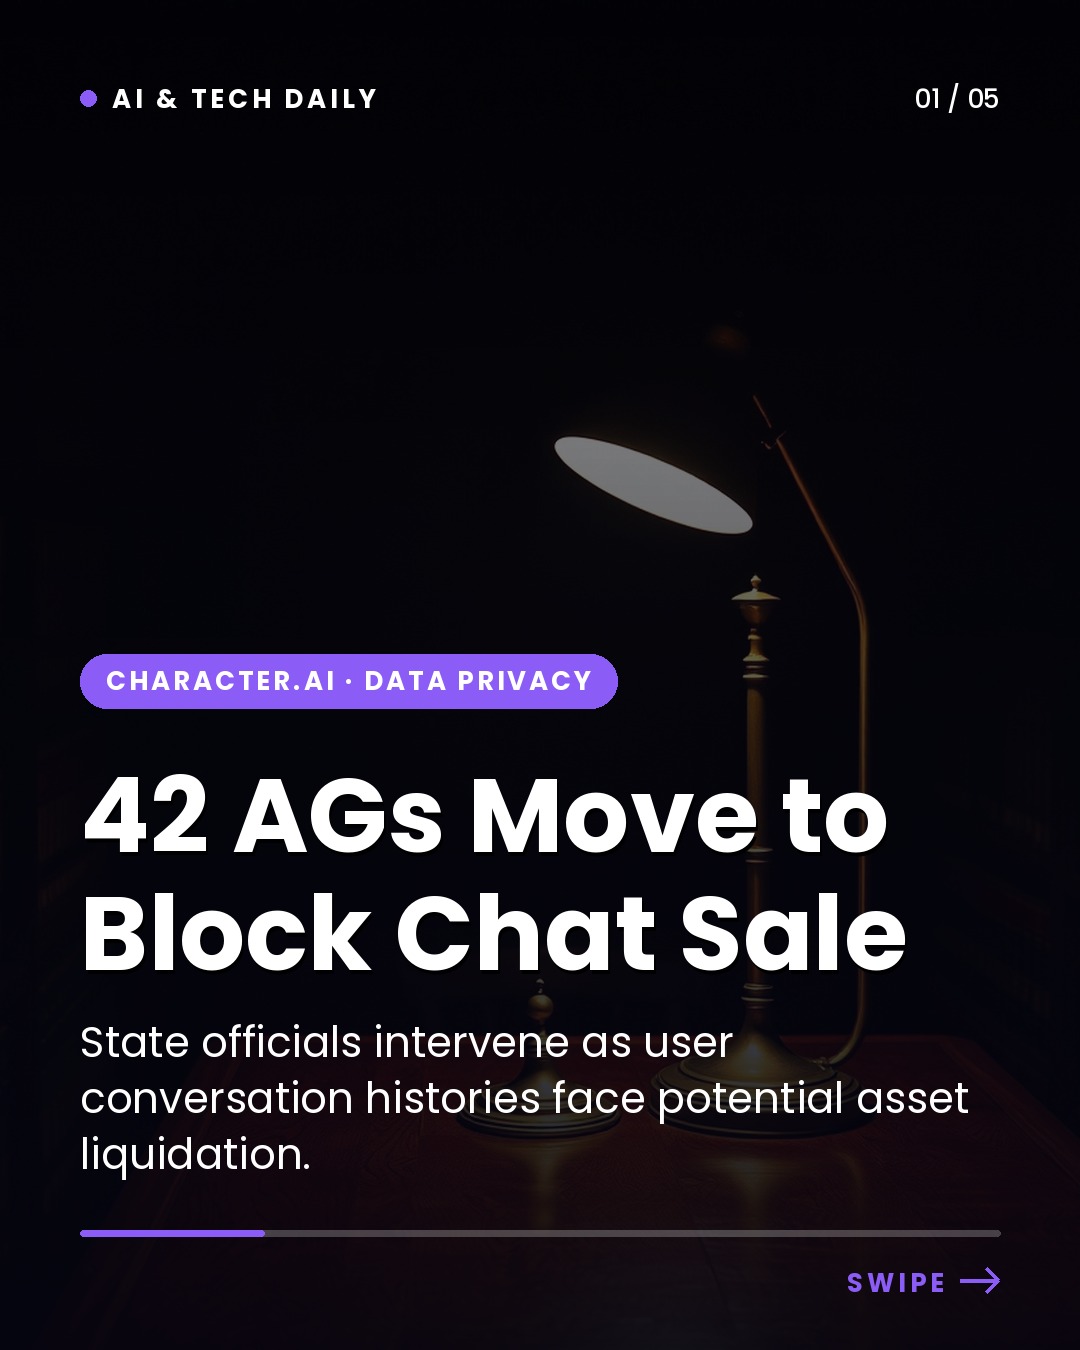 AI & TECH DAILY
01 / 05
CHARACTER.AI · DATA PRIVACY
42 AGs Move to
Block Chat Sale
State officials intervene as user
conversation histories face potential asset
liquidation.
SWIPE